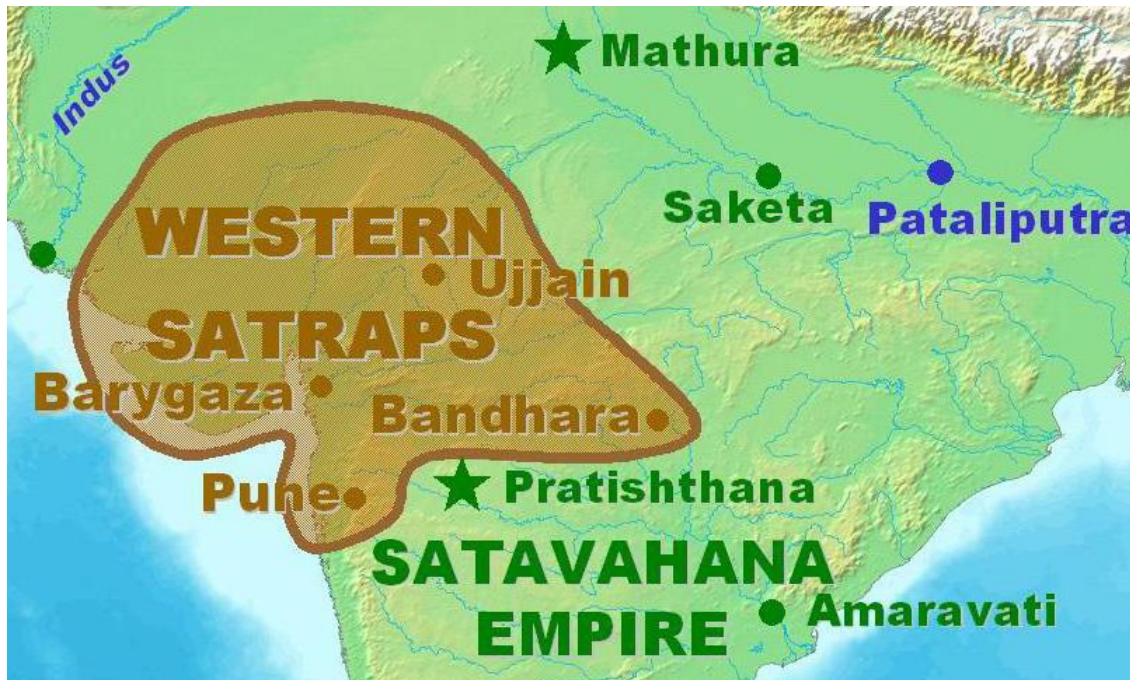 Mathura
Indus
Saketa
Pataliputra
WESTERN
SATRAPS
Ujjain
Barygaza
Bandhara
Pune
Pratishthana
SATAVAHANA
EMPIRE
Amaravati